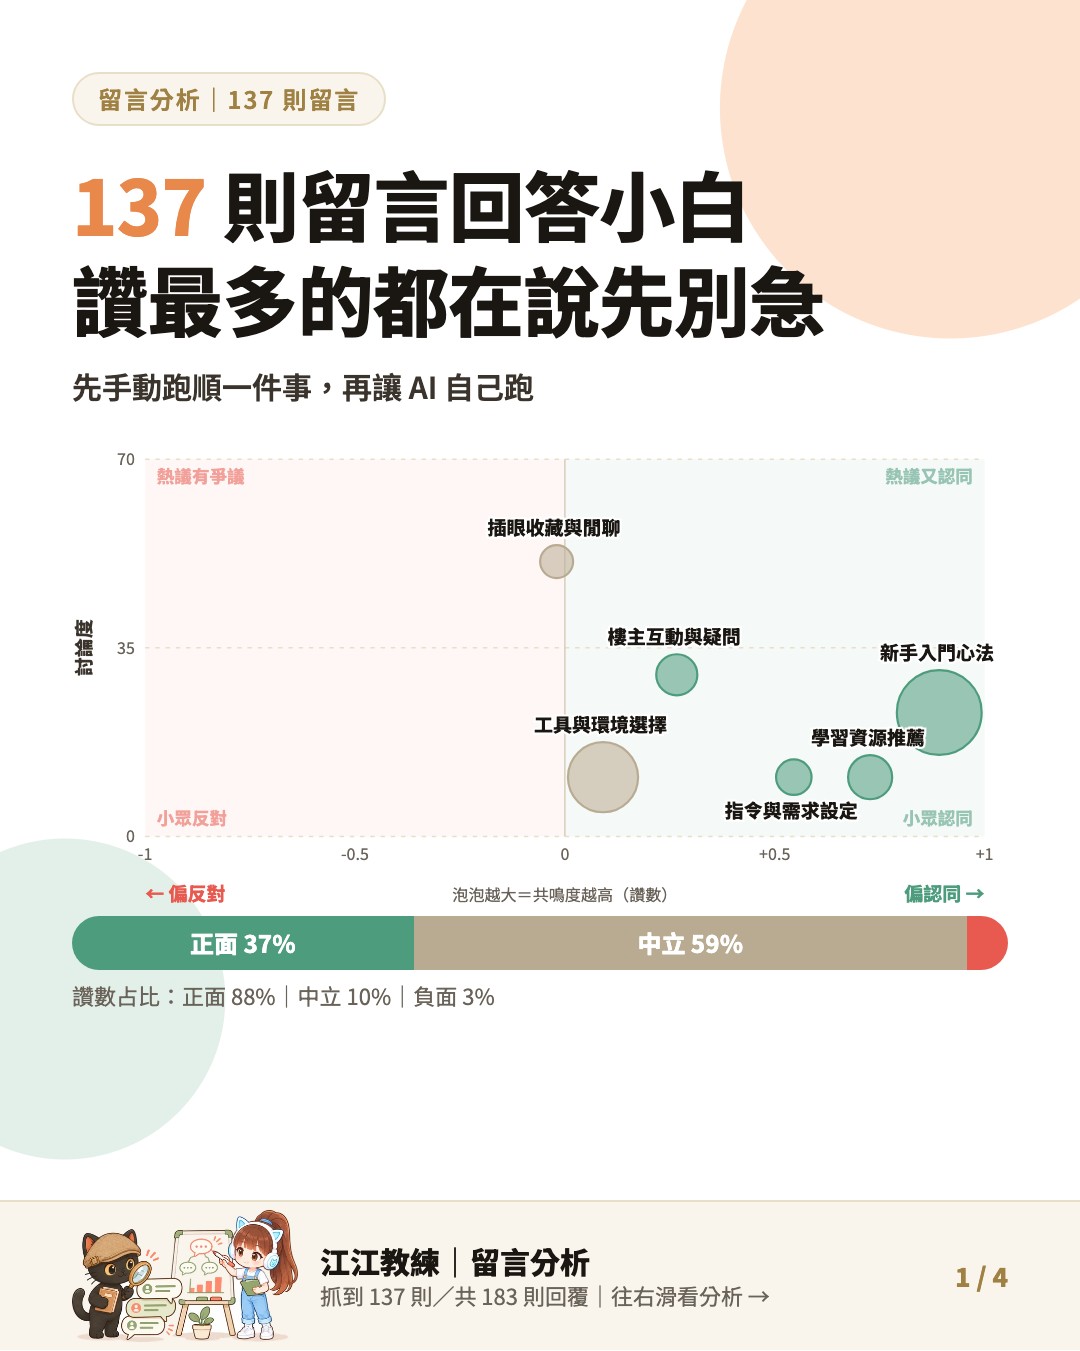 留言分析｜137 則留言
137 則留言回答小白
讚最多的都在說先別急
先手動跑順一件事，再讓 AI 自己跑
70
熱議有爭議
熱議又認同
插眼收藏與閒聊
樓主互動與疑問
討論度
35
新手入門心法
工具與環境選擇
學習資源推薦
指令與需求設定
小眾反對
小眾認同
0
-1
-0.5
0
+0.5
+1
← 偏反對
泡泡越大＝共鳴度越高（讚數）
偏認同 →
正面 37%
中立 59%
讚數占比：正面 88%｜中立 10%｜負面 3%
江江教練｜留言分析
抓到 137 則／共 183 則回覆｜往右滑看分析 →
1 / 4